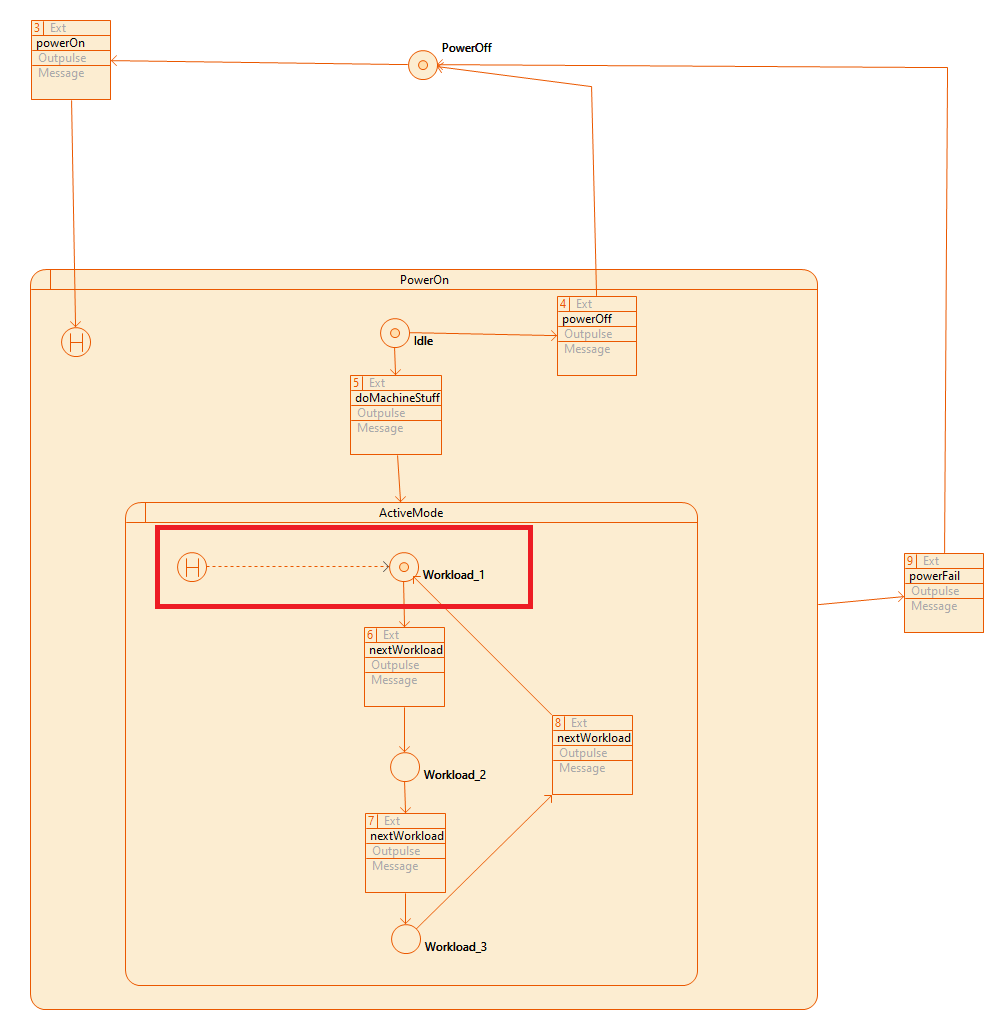 PowerOff
3 Ext
powerOn
Outpulse
Message
PowerOn
H
4 Ext
powerOff
Outpulse
Message
Idle
5 Ext
doMachineStuff
Outpulse
Message
ActiveMode
H
Workload_1
9 Ext
powerFail
Outpulse
Message
6 Ext
nextWorkload
Outpulse
Message
8 Ext
nextWorkload
Outpulse
Message
Workload_2
7 Ext
nextWorkload
Outpulse
Message
Workload_3